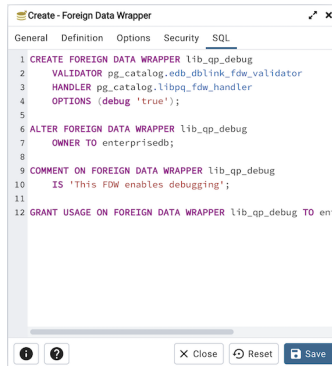 Create - Foreign Data Wrapper
General Definition Options Security SQL
1 CREATE FOREIGN DATA WRAPPER lib_qp_debug
2 VALIDATOR pg_catalog.edb_dblink_fdw_validator
3 HANDLER pg_catalog.libpq_fdw_handler
4 OPTIONS (debug 'true');
5
6 ALTER FOREIGN DATA WRAPPER lib_qp_debug
7 OWNER TO enterprisedb;
8
9 COMMENT ON FOREIGN DATA WRAPPER lib_qp_debug
10 IS 'This FDW enables debugging';
11
12 GRANT USAGE ON FOREIGN DATA WRAPPER lib_qp_debug TO en
Close Reset Save